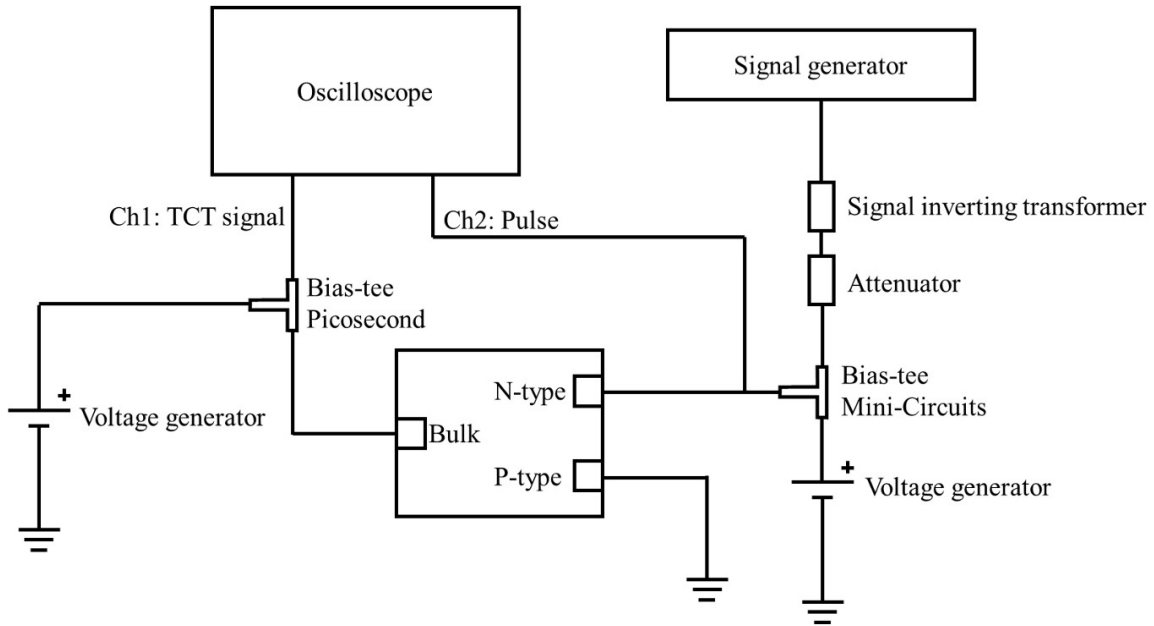 Oscilloscope
Signal generator
Ch1: TCT signal
Ch2: Pulse
Signal inverting transformer
Bias-tee
Picosecond
Attenuator
+
Voltage generator
N-type
Bulk
P-type
Bias-tee
Mini-Circuits
+
Voltage generator